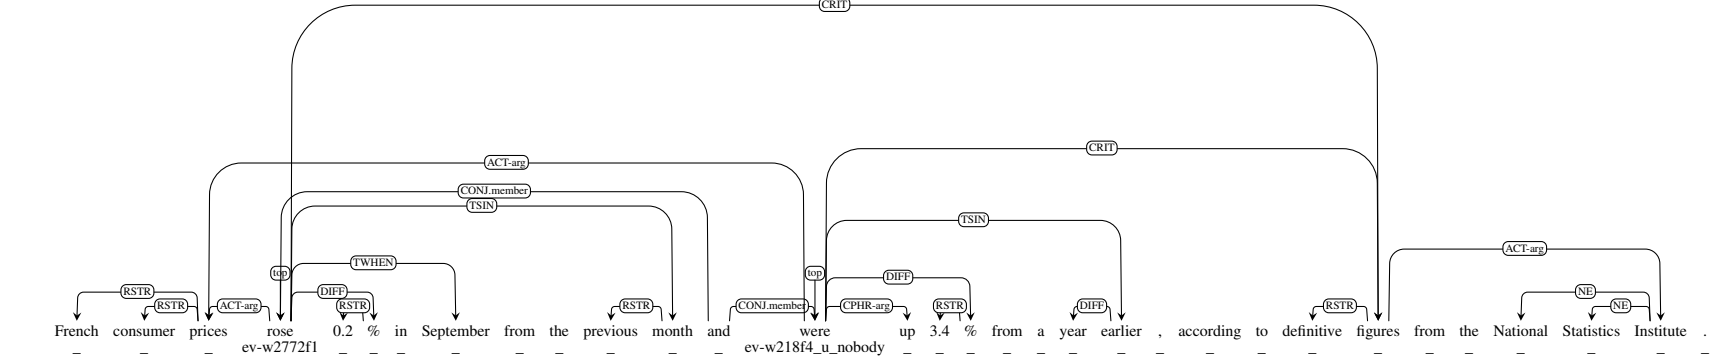 CRIT
CRIT
ACT-arg
CONJ.member
TSIN
TSIN
ACT-arg
top TWHEN top DIFF
RSTR DIFF NE
RSTR ACT-arg RSTR RSTR CONJ.member CPHR-arg RSTR DIFF RSTR NE
French consumer prices rose 0.2 % in September from the previous month and were up 3.4 % from a year earlier , according to definitive figures from the National Statistics Institute .
_ _ _ ev-w2772f1 _ _ _ _ _ _ _ _ _ ev-w218f4_u_nobody _ _ _ _ _ _ _ _ _ _ _ _ _ _ _ _ _ _